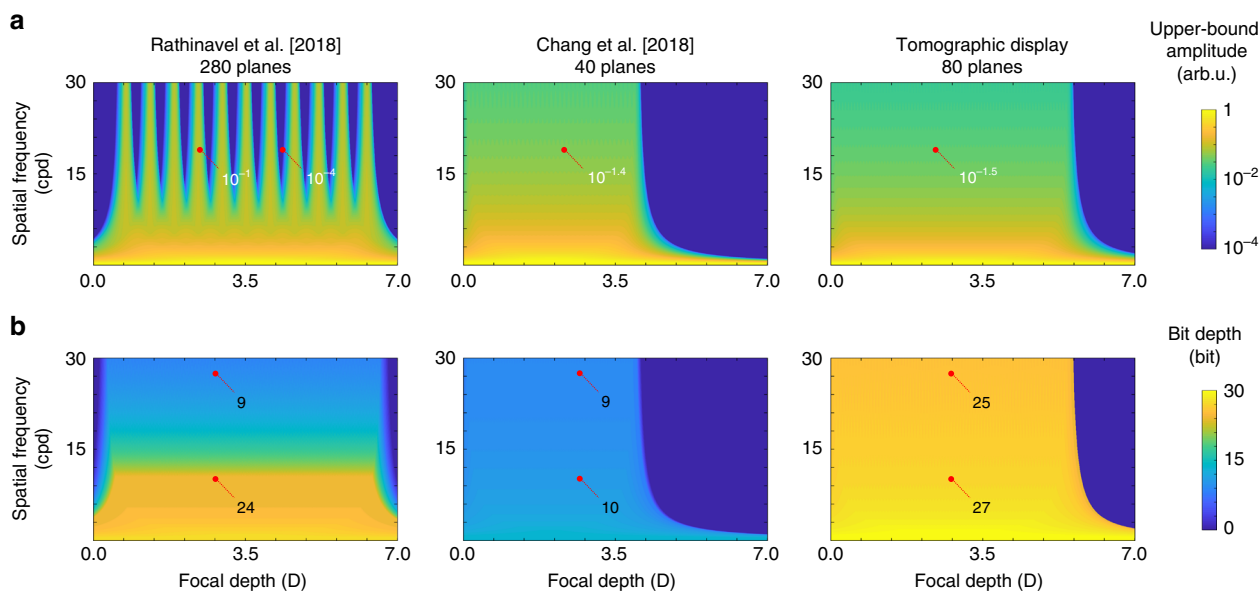 a
Rathinavel et al. [2018]
280 planes
Chang et al. [2018]
40 planes
Tomographic display
80 planes
Upper-bound
amplitude
(arb.u.)
Spatial frequency
(cpd)
30
15
10⁻¹
10⁻⁴
10⁻¹·⁴
10⁻¹·⁵
1
10⁻²
10⁻⁴
0.0
3.5
7.0
0.0
3.5
7.0
0.0
3.5
7.0
b
Bit depth
(bit)
Spatial frequency
(cpd)
30
15
9
24
30
15
9
10
30
15
25
27
30
15
0
0.0
3.5
7.0
0.0
3.5
7.0
0.0
3.5
7.0
Focal depth (D)
Focal depth (D)
Focal depth (D)